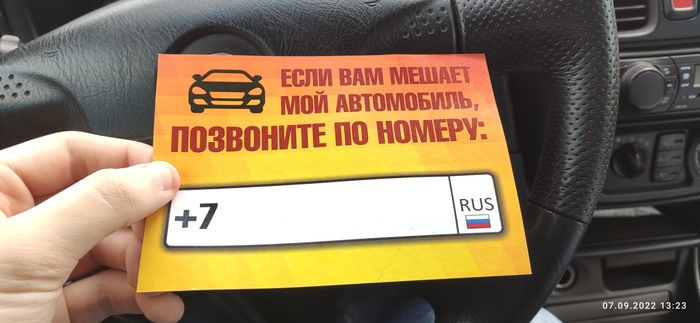 ЕСЛИ ВАМ МЕШАЕТ
МОЙ АВТОМОБИЛЬ,
ПОЗВОНИТЕ ПО НОМЕРУ:
+7
RUS
07.09.2022 13:23